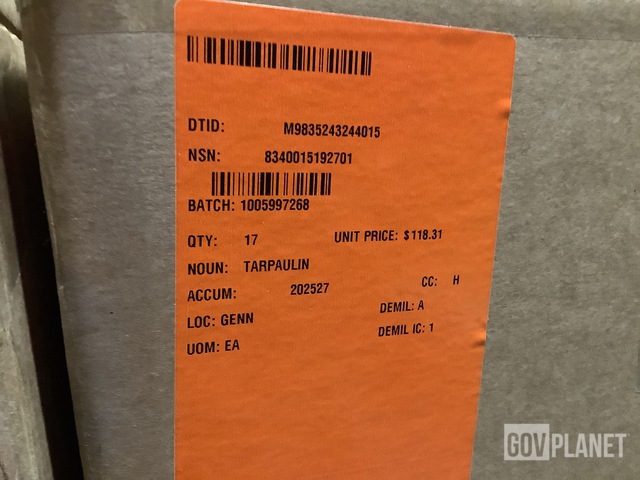 DTID: M9835243244015
NSN: 8340015192701
BATCH: 1005997268
QTY: 17 UNIT PRICE: $118.31
NOUN: TARPAULIN
ACCUM: 202527 CC: H
LOC: GENN DEMIL: A
UOM: EA DEMIL IC: 1
GOVPLANET